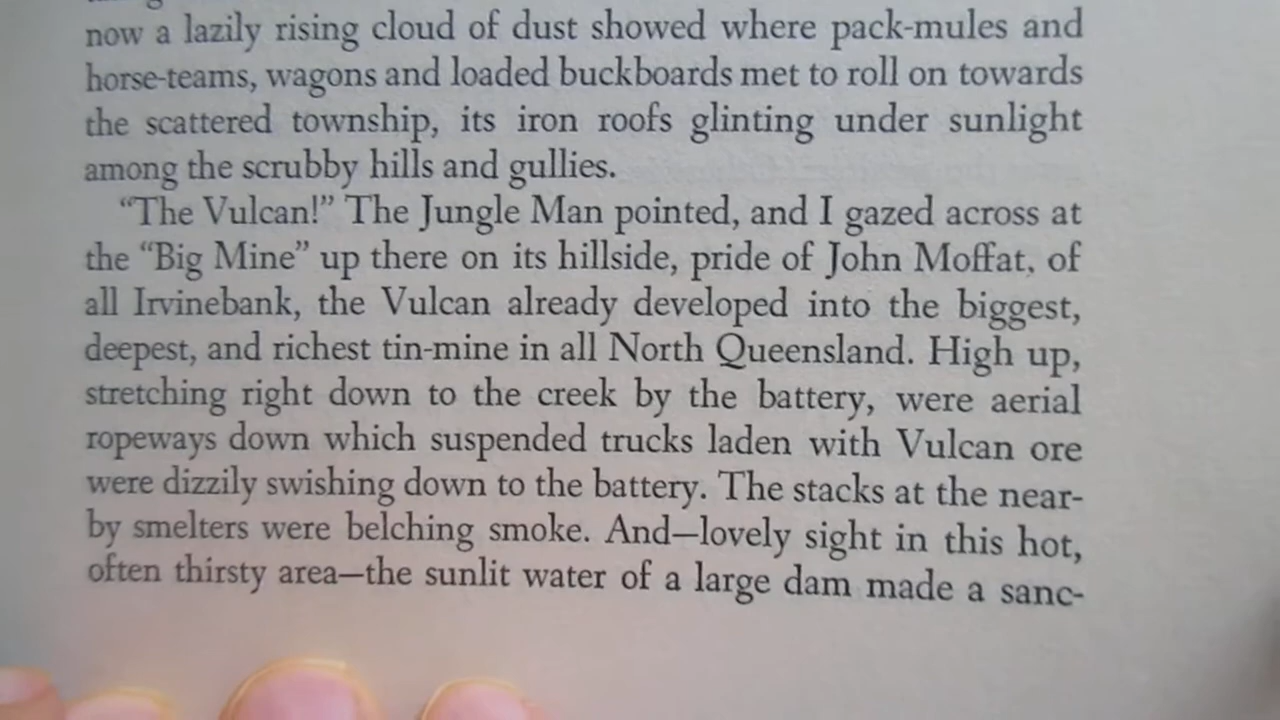 now a lazily rising cloud of dust showed where pack-mules and
horse-teams, wagons and loaded buckboards met to roll on towards
the scattered township, its iron roofs glinting under sunlight
among the scrubby hills and gullies.
“The Vulcan!” The Jungle Man pointed, and I gazed across at
the “Big Mine” up there on its hillside, pride of John Moffat, of
all Irvinebank, the Vulcan already developed into the biggest,
deepest, and richest tin-mine in all North Queensland. High up,
stretching right down to the creek by the battery, were aerial
ropeways down which suspended trucks laden with Vulcan ore
were dizzily swishing down to the battery. The stacks at the near-
by smelters were belching smoke. And—lovely sight in this hot,
often thirsty area—the sunlit water of a large dam made a sanc-